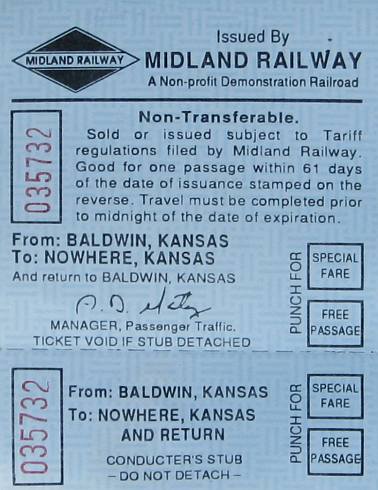 MIDLAND RAILWAY
Issued By
MIDLAND RAILWAY
A Non-profit Demonstration Railroad
035732
Non-Transferable.
Sold or issued subject to Tariff
regulations filed by Midland Railway.
Good for one passage within 61 days
of the date of issuance stamped on the
reverse. Travel must be completed prior
to midnight of the date of expiration.
From: BALDWIN, KANSAS
To: NOWHERE, KANSAS
And return to BALDWIN, KANSAS
MANAGER, Passenger Traffic.
TICKET VOID IF STUB DETACHED
PUNCH FOR
SPECIAL
FARE
FREE
PASSAGE
035732
From: BALDWIN, KANSAS
To: NOWHERE, KANSAS
AND RETURN
CONDUCTER'S STUB
– DO NOT DETACH –
PUNCH FOR
SPECIAL
FARE
FREE
PASSAGE